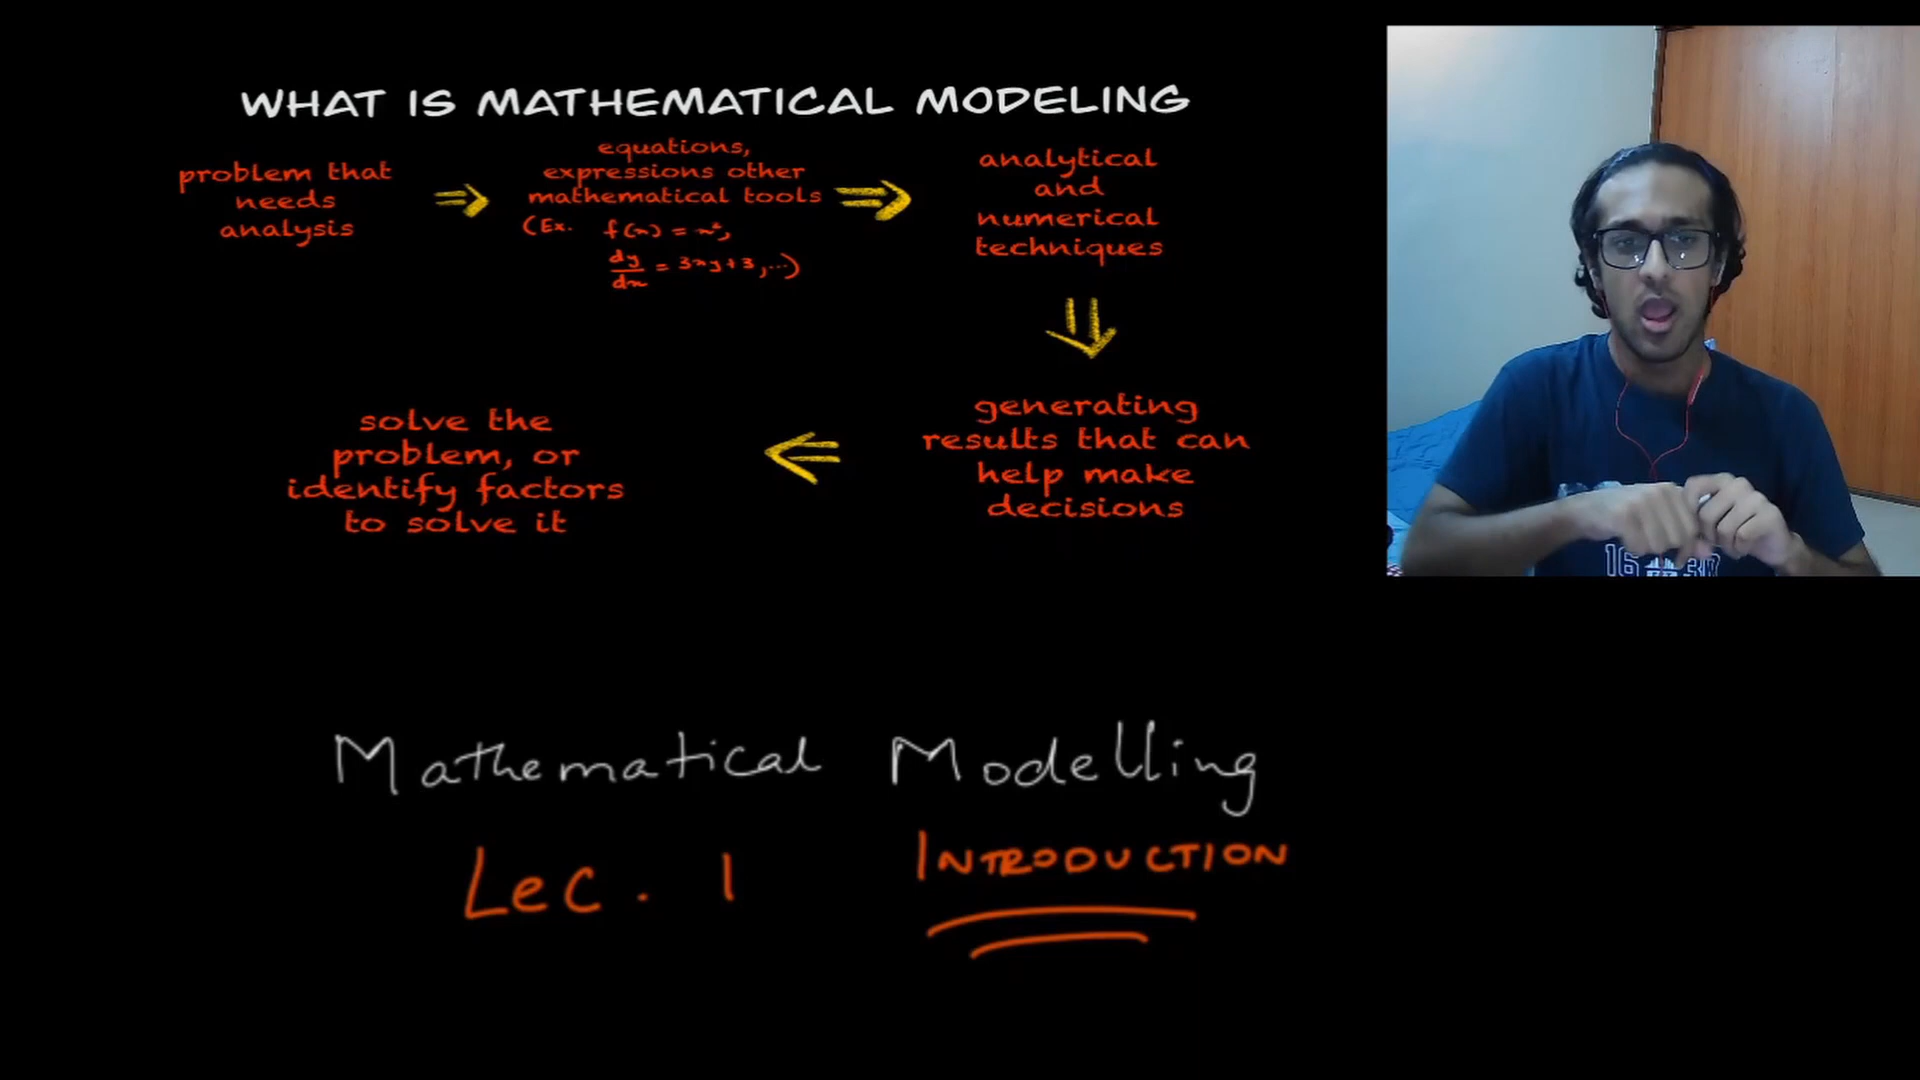 WHAT IS MATHEMATICAL MODELING
problem that
needs
analysis
equations,
expressions other
mathematical tools
(Ex. f(x) = x²,
dy/dx = 3xy+3,...)
analytical
and
numerical
techniques
generating
results that can
help make
decisions
solve the
problem, or
identify factors
to solve it
Mathematical Modelling
Lec. 1 INTRODUCTION
16